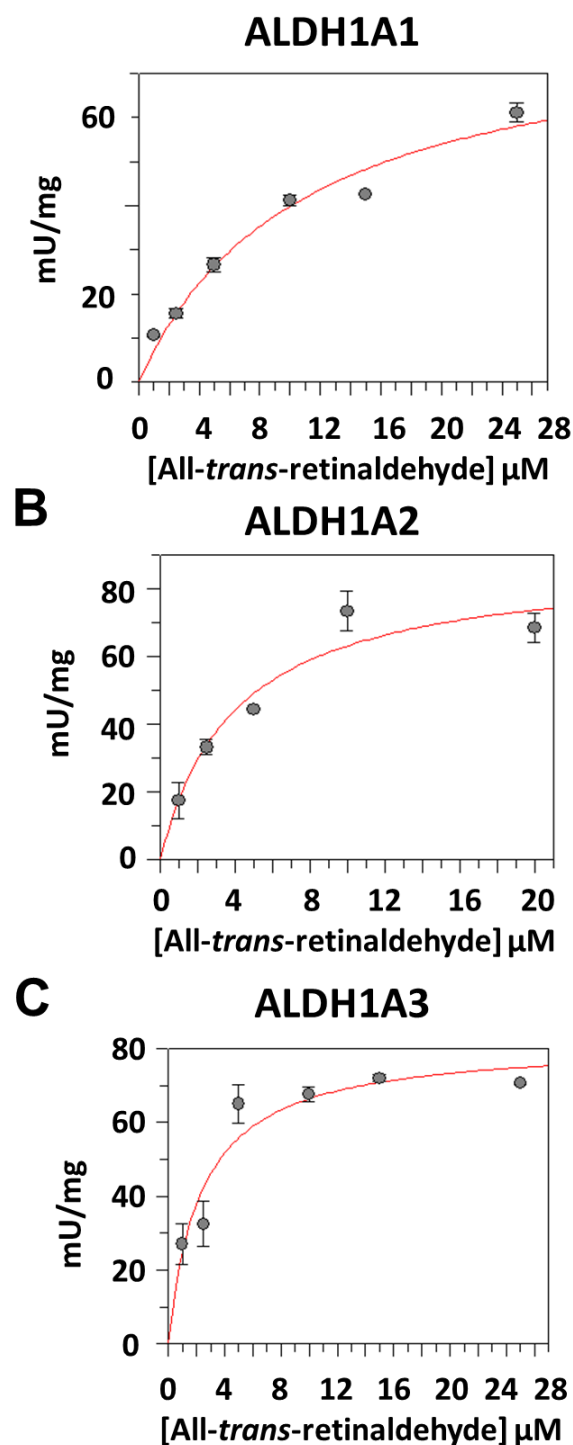 ALDH1A1
60
20
0
mU/mg
0 4 8 12 16 20 24 28
[All-trans-retinaldehyde] µM
B
ALDH1A2
80
60
40
20
0
mU/mg
0 4 8 12 16 20
[All-trans-retinaldehyde] µM
C
ALDH1A3
80
60
40
20
0
mU/mg
0 4 8 12 16 20 24 28
[All-trans-retinaldehyde] µM